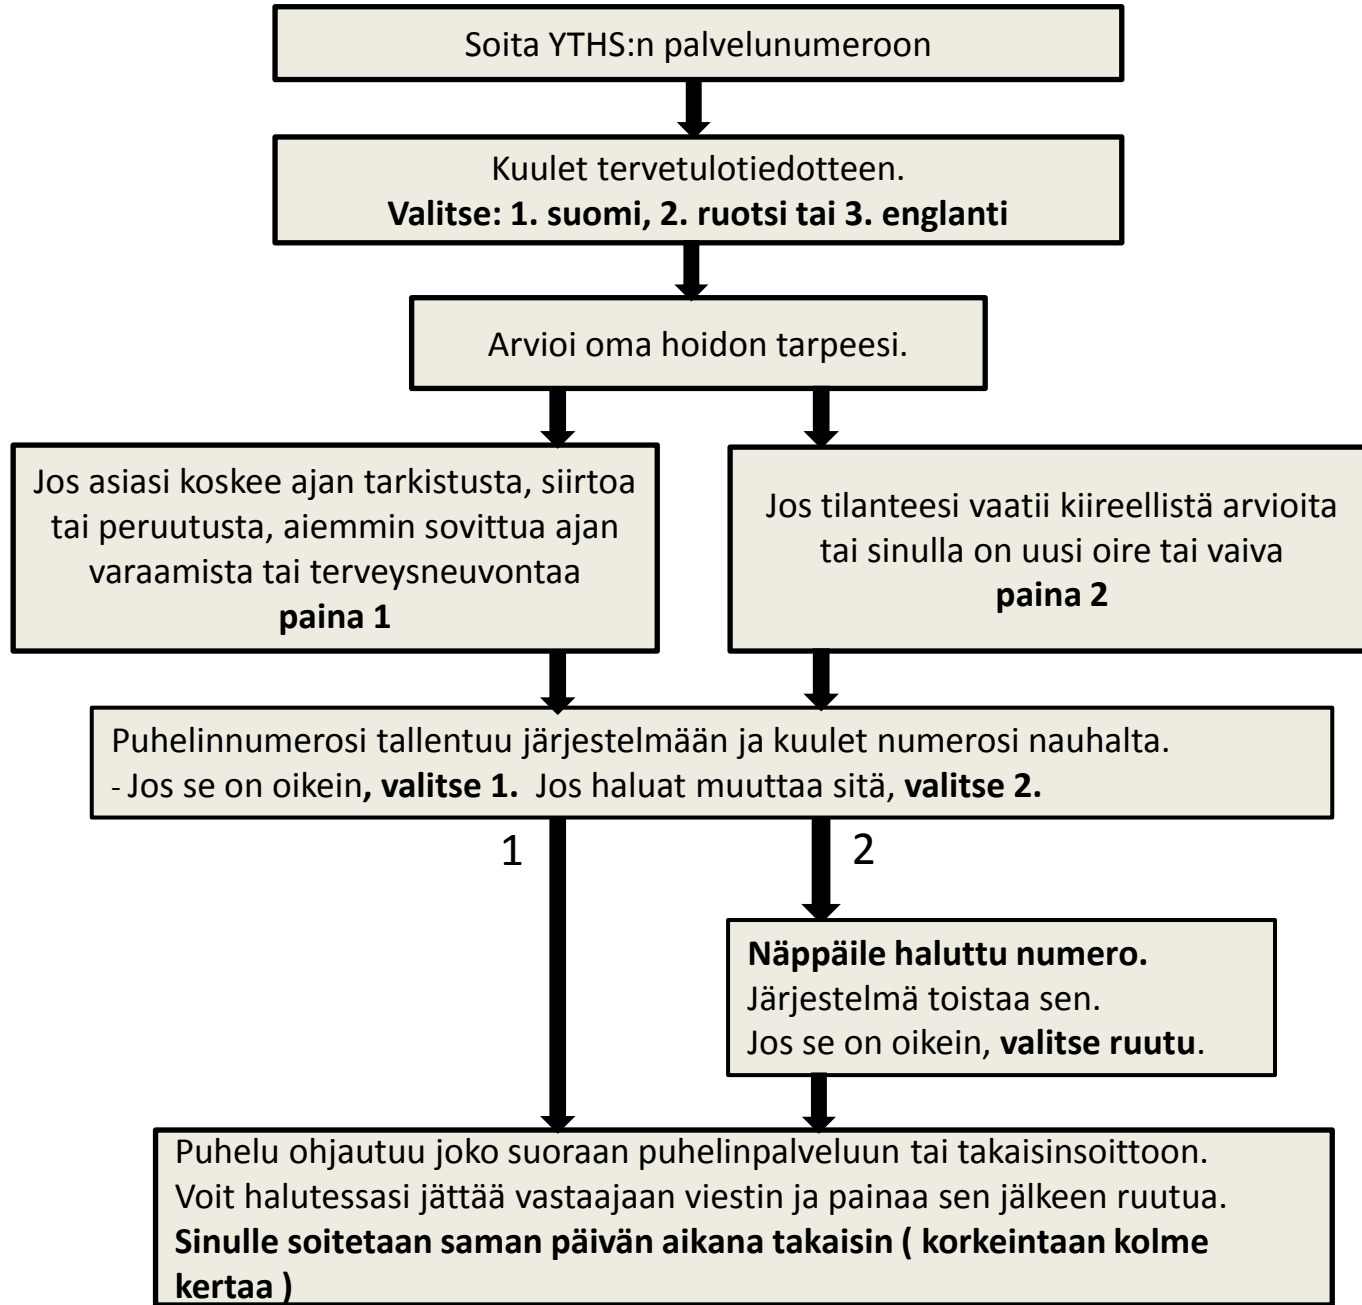 Soita YTHS:n palvelunumeroon
Kuulet tervetulotiedotteen.
Valitse: 1. suomi, 2. ruotsi tai 3. englanti
Arvioi oma hoidon tarpeesi.
Jos asiasi koskee ajan tarkistusta, siirtoa
tai peruutusta, aiemmin sovittua ajan
varaamista tai terveysneuvontaa
paina 1
Jos tilanteesi vaatii kiireellistä arvioita
tai sinulla on uusi oire tai vaiva
paina 2
Puhelinnumerosi tallentuu järjestelmään ja kuulet numerosi nauhalta.
- Jos se on oikein, valitse 1. Jos haluat muuttaa sitä, valitse 2.
1
2
Näppäile haluttu numero.
Järjestelmä toistaa sen.
Jos se on oikein, valitse ruutu.
Puhelu ohjautuu joko suoraan puhelinpalveluun tai takaisinsoittoon.
Voit halutessasi jättää vastaajaan viestin ja painaa sen jälkeen ruutua.
Sinulle soitetaan saman päivän aikana takaisin ( korkeintaan kolme
kertaa )